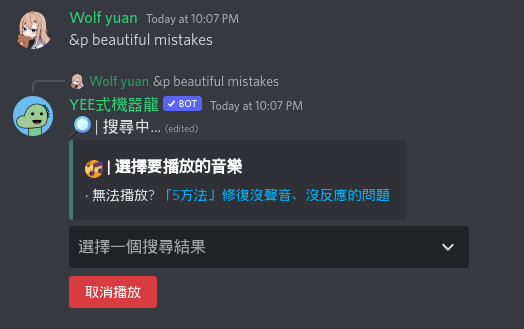 Wolf yuan Today at 10:07 PM
&p beautiful mistakes
Wolf yuan &p beautiful mistakes
YEE式機器龍 BOT Today at 10:07 PM
| 搜尋中... (edited)
| 選擇要播放的音樂
· 無法播放? 「5方法」修復沒聲音、沒反應的問題
選擇一個搜尋結果
取消播放